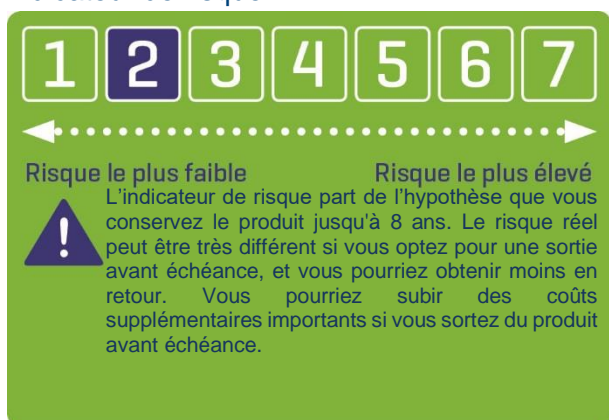 1 2 3 4 5 6 7
Risque le plus faible Risque le plus élevé
L'indicateur de risque part de l'hypothèse que vous
conservez le produit jusqu'à 8 ans. Le risque réel
peut être très différent si vous optez pour une sortie
avant échéance, et vous pourriez obtenir moins en
retour. Vous pourriez subir des coûts
supplémentaires importants si vous sortez du produit
avant échéance.